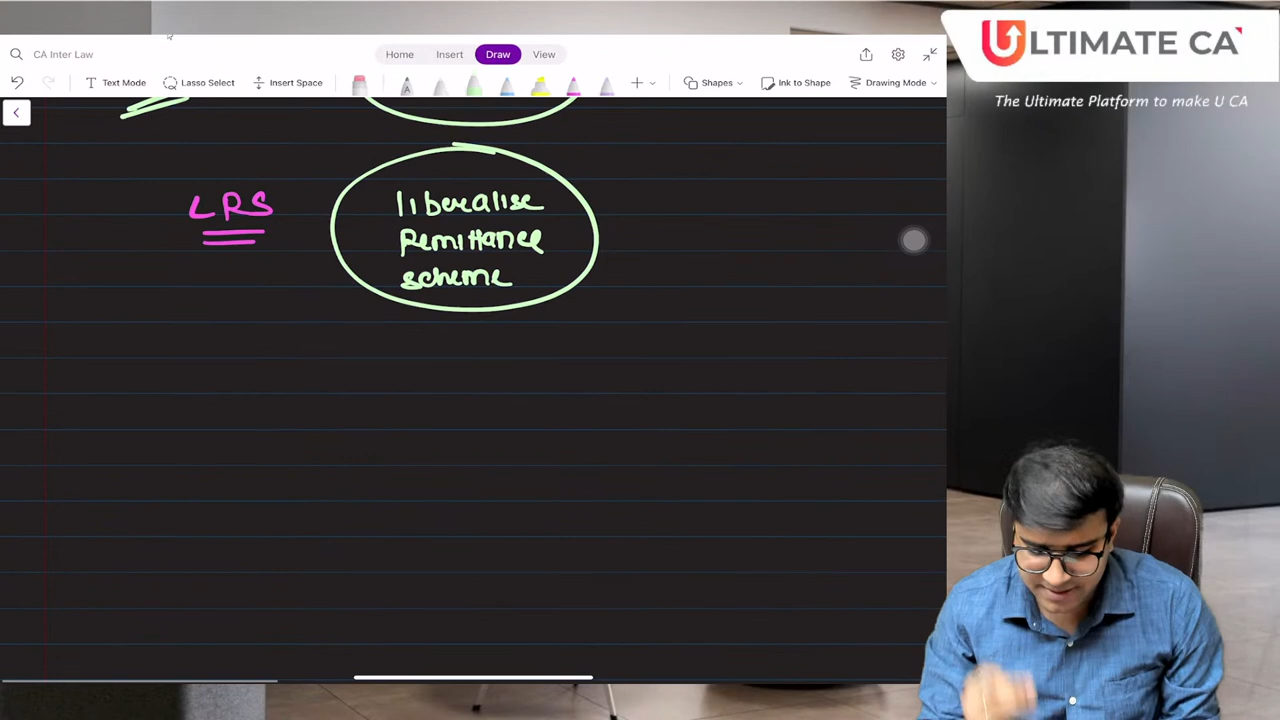 ULTIMATE CA
The Ultimate Platform to make U CA
CA Inter Law
Home Insert Draw View
Text Mode Lasso Select Insert Space Shapes Ink to Shape Drawing Mode
LRS
liberalise
Remittance
scheme